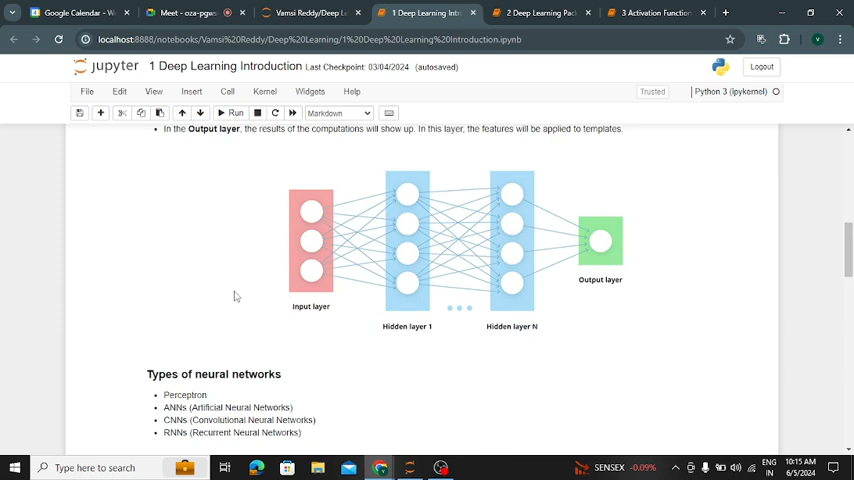 Google Calendar - W
Meet - oza-pgw
Vamsi Reddy/Deep L
1 Deep Learning Intro
2 Deep Learning Pac
3 Activation Function
localhost:8888/notebooks/Vamsi%20Reddy/Deep%20Learning/1%20Deep%20Learning%20Introduction.ipynb
jupyter 1 Deep Learning Introduction Last Checkpoint: 03/04/2024 (autosaved)
Logout
File Edit View Insert Cell Kernel Widgets Help
Trusted
Python 3 (ipykernel)
Run
Markdown
• In the Output layer, the results of the computations will show up. In this layer, the features will be applied to templates.
Input layer
Hidden layer 1
Hidden layer N
Output layer
Types of neural networks
• Perceptron
• ANNs (Artificial Neural Networks)
• CNNs (Convolutional Neural Networks)
• RNNs (Recurrent Neural Networks)
Type here to search
SENSEX -0.09%
ENG
IN
10:15 AM
6/5/2024